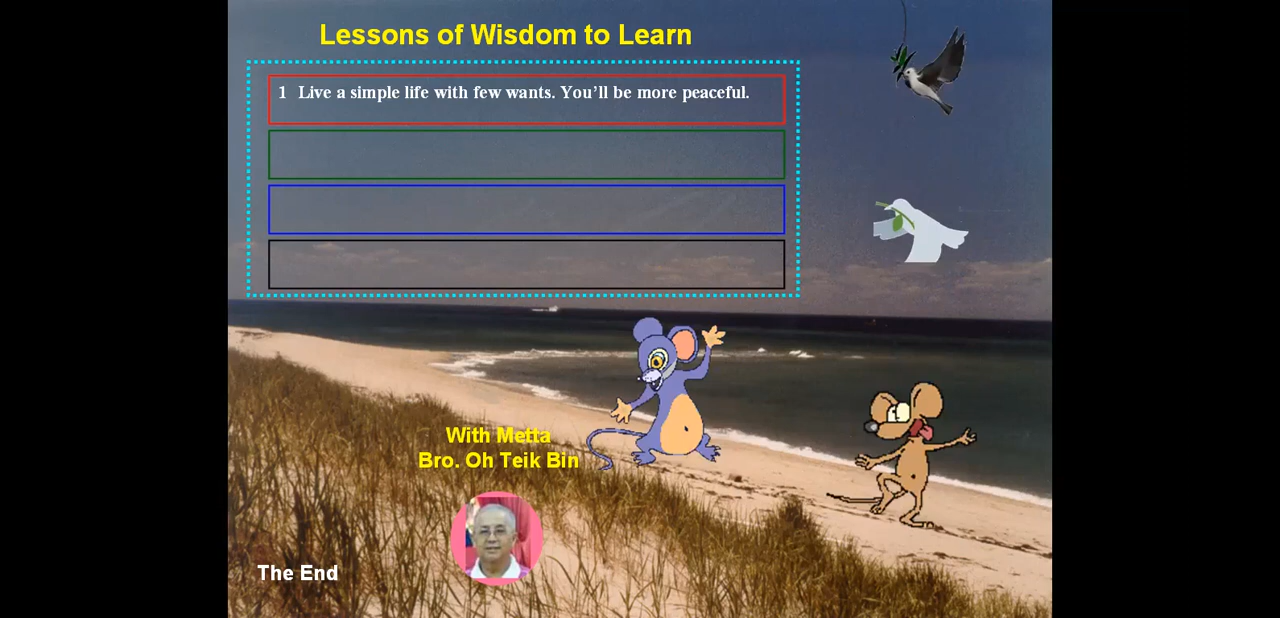 Lessons of Wisdom to Learn
1 Live a simple life with few wants. You’ll be more peaceful.
With Metta
Bro. Oh Teik Bin
The End